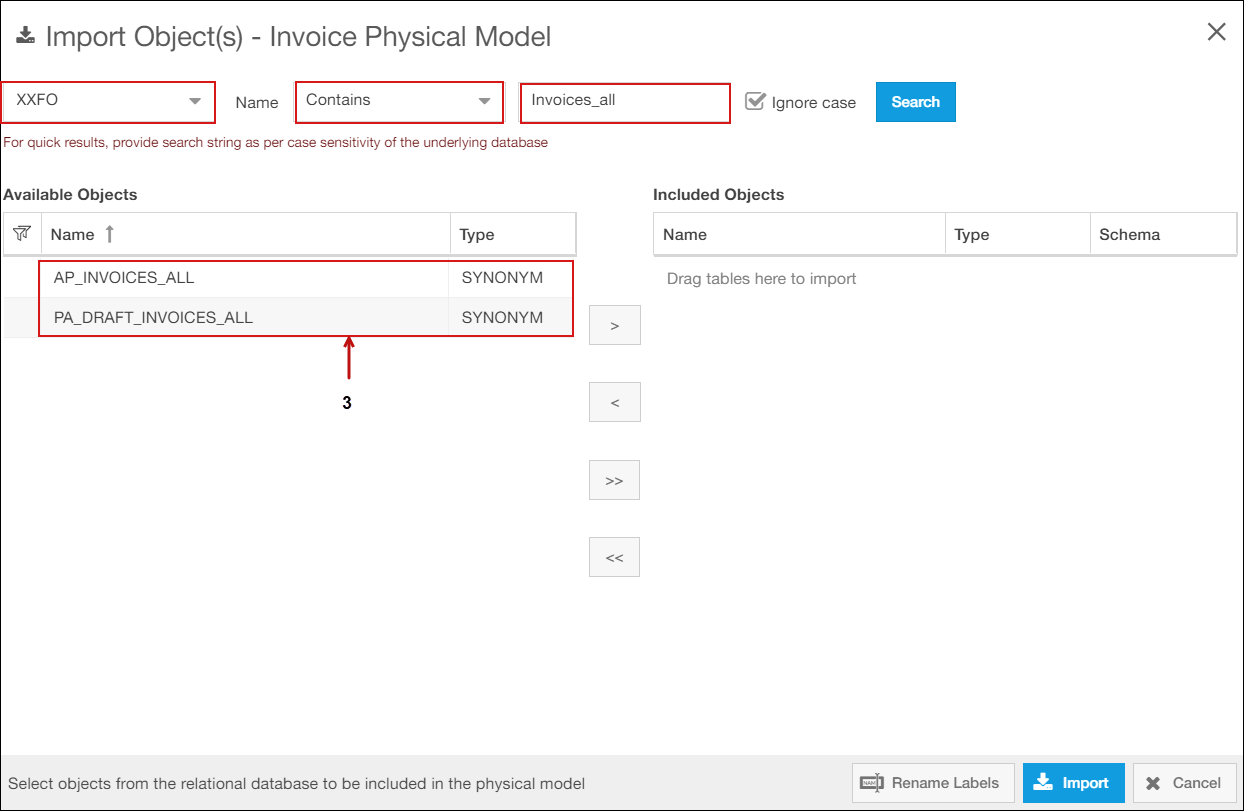 Import Object(s) - Invoice Physical Model
XXFO Name Contains Invoices_all Ignore case Search
For quick results, provide search string as per case sensitivity of the underlying database
Available Objects
Name Type
AP_INVOICES_ALL SYNONYM
PA_DRAFT_INVOICES_ALL SYNONYM
3
>
<
>>
<<
Included Objects
Name Type Schema
Drag tables here to import
Select objects from the relational database to be included in the physical model
NAME Rename Labels Import Cancel